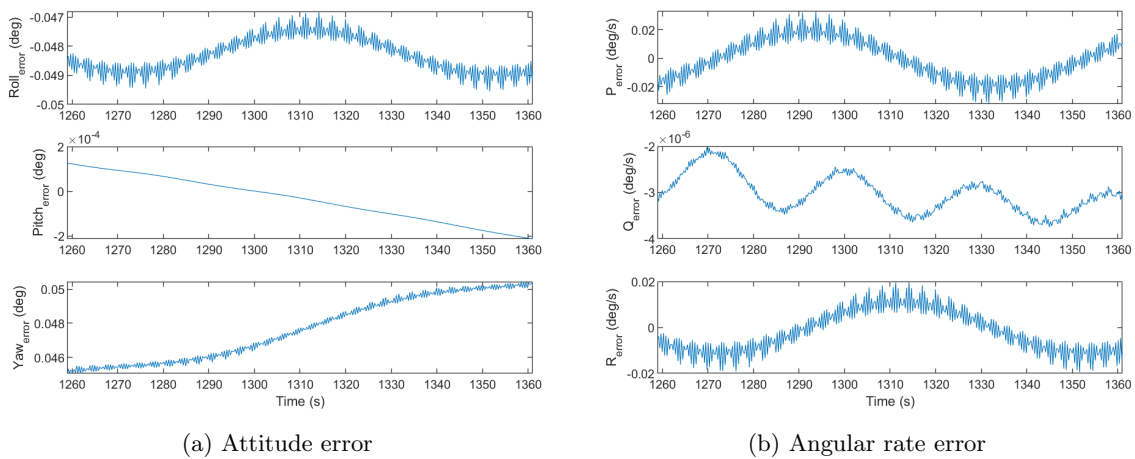 Roll_error (deg)
-0.047
-0.048
-0.049
-0.05
1260 1270 1280 1290 1300 1310 1320 1330 1340 1350 1360
×10^-4
Pitch_error (deg)
2
0
-2
1260 1270 1280 1290 1300 1310 1320 1330 1340 1350 1360
Yaw_error (deg)
0.05
0.048
0.046
1260 1270 1280 1290 1300 1310 1320 1330 1340 1350 1360
Time (s)
(a) Attitude error
P_error (deg/s)
0.02
0
-0.02
1260 1270 1280 1290 1300 1310 1320 1330 1340 1350 1360
×10^-6
Q_error (deg/s)
-2
-3
-4
1260 1270 1280 1290 1300 1310 1320 1330 1340 1350 1360
R_error (deg/s)
0.02
0
-0.02
1260 1270 1280 1290 1300 1310 1320 1330 1340 1350 1360
Time (s)
(b) Angular rate error